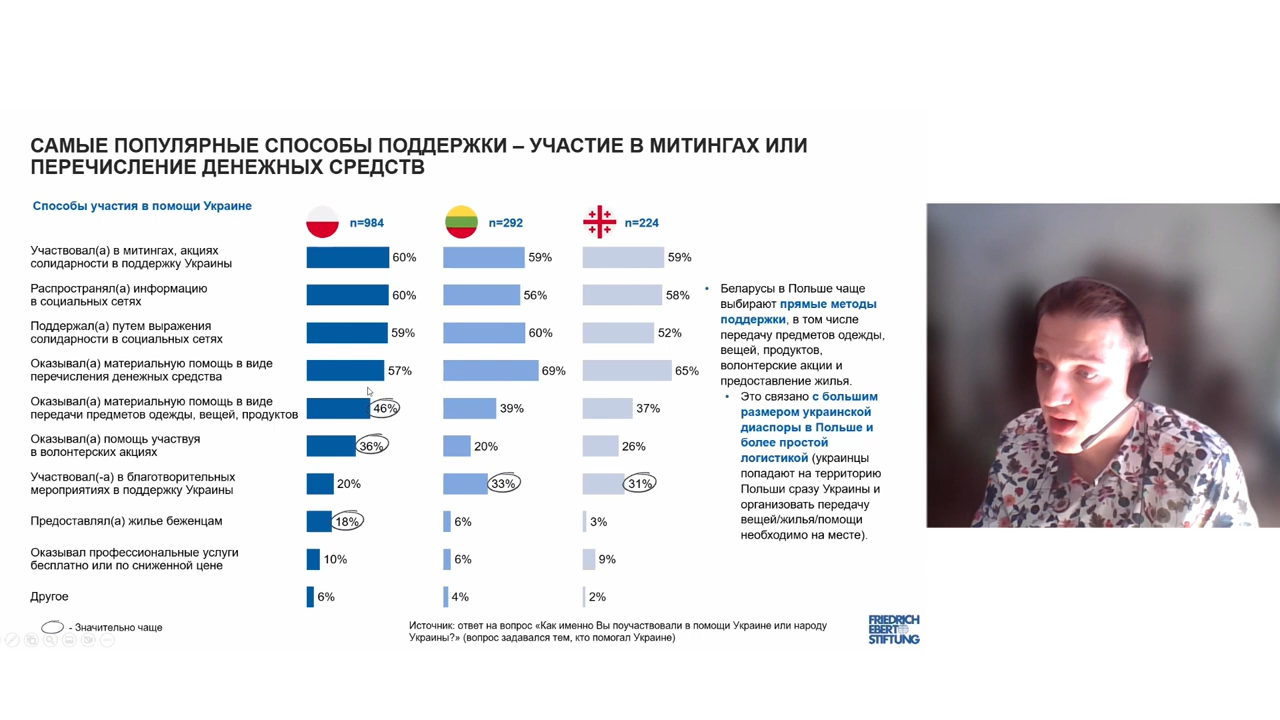 САМЫЕ ПОПУЛЯРНЫЕ СПОСОБЫ ПОДДЕРЖКИ – УЧАСТИЕ В МИТИНГАХ ИЛИ
ПЕРЕЧИСЛЕНИЕ ДЕНЕЖНЫХ СРЕДСТВ
Способы участия в помощи Украине
n=984
n=292
n=224
Участвовал(а) в митингах, акциях
солидарности в поддержку Украины
60%
59%
59%
Распространял(а) информацию
в социальных сетях
60%
56%
58%
Поддержал(а) путем выражения
солидарности в социальных сетях
59%
60%
52%
Оказывал(а) материальную помощь в виде
перечисления денежных средства
57%
69%
65%
Оказывал(а) материальную помощь в виде
передачи предметов одежды, вещей, продуктов
46%
39%
37%
Оказывал(а) помощь участвуя
в волонтерских акциях
36%
20%
26%
Участвовал(-а) в благотворительных
мероприятиях в поддержку Украины
20%
33%
31%
Предоставлял(а) жилье беженцам
18%
6%
3%
Оказывал профессиональные услуги
бесплатно или по сниженной цене
10%
6%
9%
Другое
6%
4%
2%
• Беларусы в Польше чаще
выбирают прямые методы
поддержки, в том числе
передачу предметов одежды,
вещей, продуктов,
волонтерские акции и
предоставление жилья.
• Это связано с большим
размером украинской
диаспоры в Польше и
более простой
логистикой (украинцы
попадают на территорию
Польши сразу Украины и
организовать передачу
вещей/жилья/помощи
необходимо на месте).
- Значительно чаще
Источник: ответ на вопрос «Как именно Вы поучаствовали в помощи Украине или народу
Украины?» (вопрос задавался тем, кто помогал Украине)
FRIEDRICH
EBERT
STIFTUNG